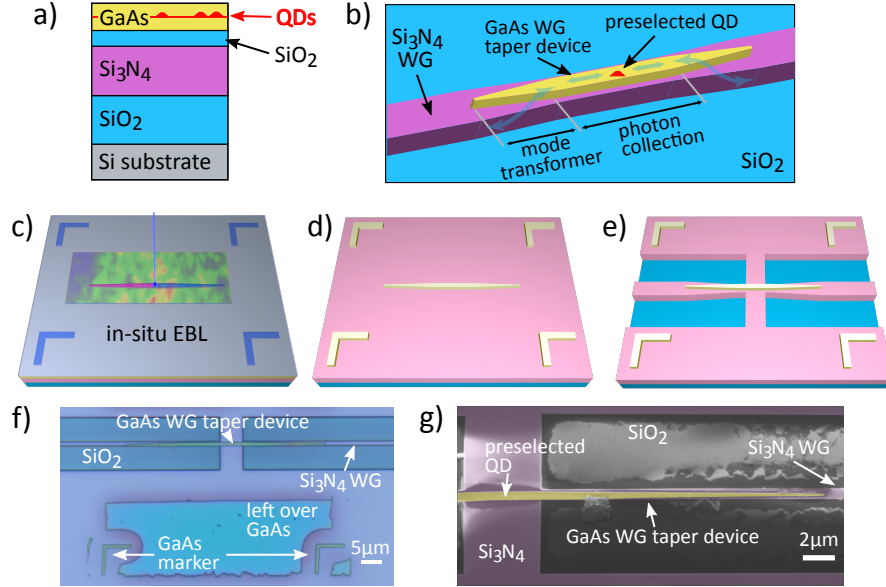 a)
GaAs
QDs
SiO2
Si3N4
SiO2
Si substrate
b)
Si3N4
WG
GaAs WG
taper device
preselected QD
mode
transformer
photon
collection
SiO2
c)
in-situ EBL
d)
e)
f)
GaAs WG taper device
SiO2
Si3N4 WG
left over
GaAs
GaAs
marker
5µm
g)
preselected
QD
SiO2
Si3N4 WG
GaAs WG taper device
Si3N4
2µm